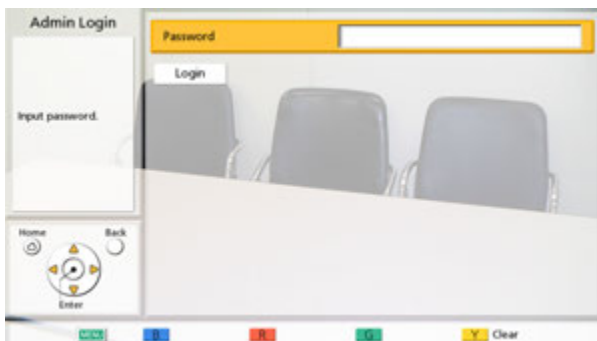 Admin Login
Password
Login
Input password.
Home
Back
Enter
MENU
B
R
G
Y Clear